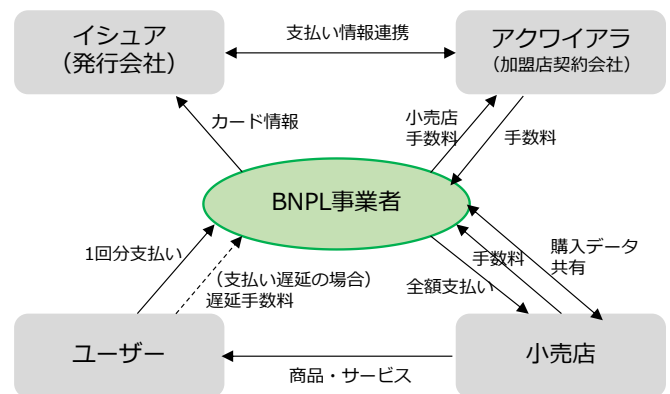 イシュア
（発行会社）
支払い情報連携
アクワイアラ
（加盟店契約会社）
カード情報
小売店
手数料
手数料
BNPL事業者
1回分支払い
（支払い遅延の場合）
遅延手数料
手数料
全額支払い
購入データ
共有
ユーザー
商品・サービス
小売店